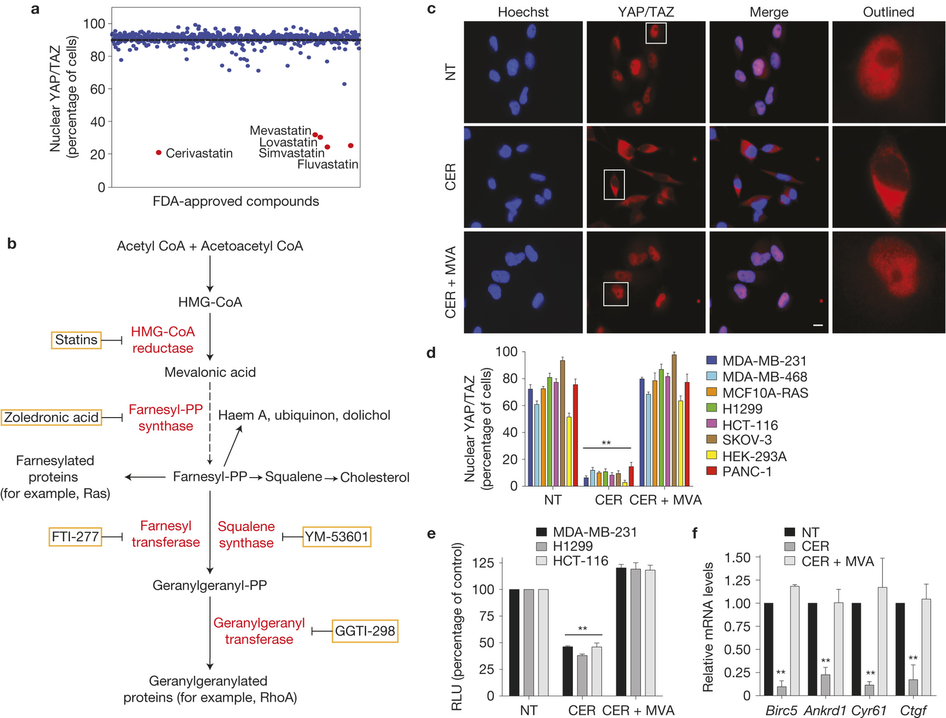 a
Nuclear YAP/TAZ
(percentage of cells)
100
80
60
40
20
0
Mevastatin
Lovastatin
Simvastatin
Fluvastatin
Cerivastatin
FDA-approved compounds
b
Acetyl CoA + Acetoacetyl CoA
HMG-CoA
Statins
HMG-CoA
reductase
Mevalonic acid
Zoledronic acid
Farnesyl-PP
synthase
Haem A, ubiquinon, dolichol
Farnesylated
proteins
(for example, Ras)
Farnesyl-PP
Squalene
Cholesterol
FTI-277
Farnesyl
transferase
Squalene
synthase
YM-53601
Geranylgeranyl-PP
Geranylgeranyl
transferase
GGTI-298
Geranylgeranylated
proteins (for example, RhoA)
c
Hoechst YAP/TAZ Merge Outlined
NT
CER
CER + MVA
d
Nuclear YAP/TAZ
(percentage of cells)
100
80
60
40
20
0
**
NT CER CER + MVA
MDA-MB-231
MDA-MB-468
MCF10A-RAS
H1299
HCT-116
SKOV-3
HEK-293A
PANC-1
e
MDA-MB-231
H1299
HCT-116
RLU (percentage of control)
125
100
75
50
25
0
**
NT CER CER + MVA
f
NT
CER
CER + MVA
Relative mRNA levels
1.50
1.25
1.00
0.75
0.50
0.25
0
** ** ** **
Birc5 Ankrd1 Cyr61 Ctgf